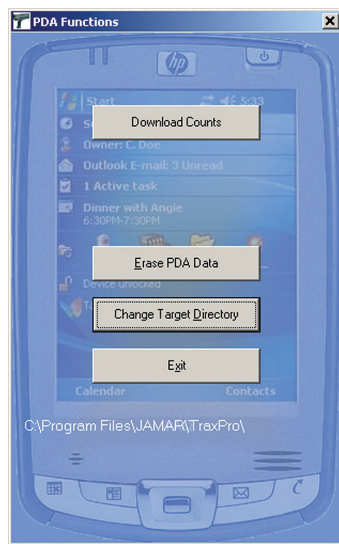 PDA Functions
hp
Start 5:33
Download Counts
Owner: C. Doe
Outlook E-mail: 3 Unread
1 Active task
Dinner with Angie
6:30PM-7:30PM
Erase PDA Data
Device unlocked
Change Target Directory
Exit
Calendar Contacts
C:\Program Files\JAMAR\TraxPro\